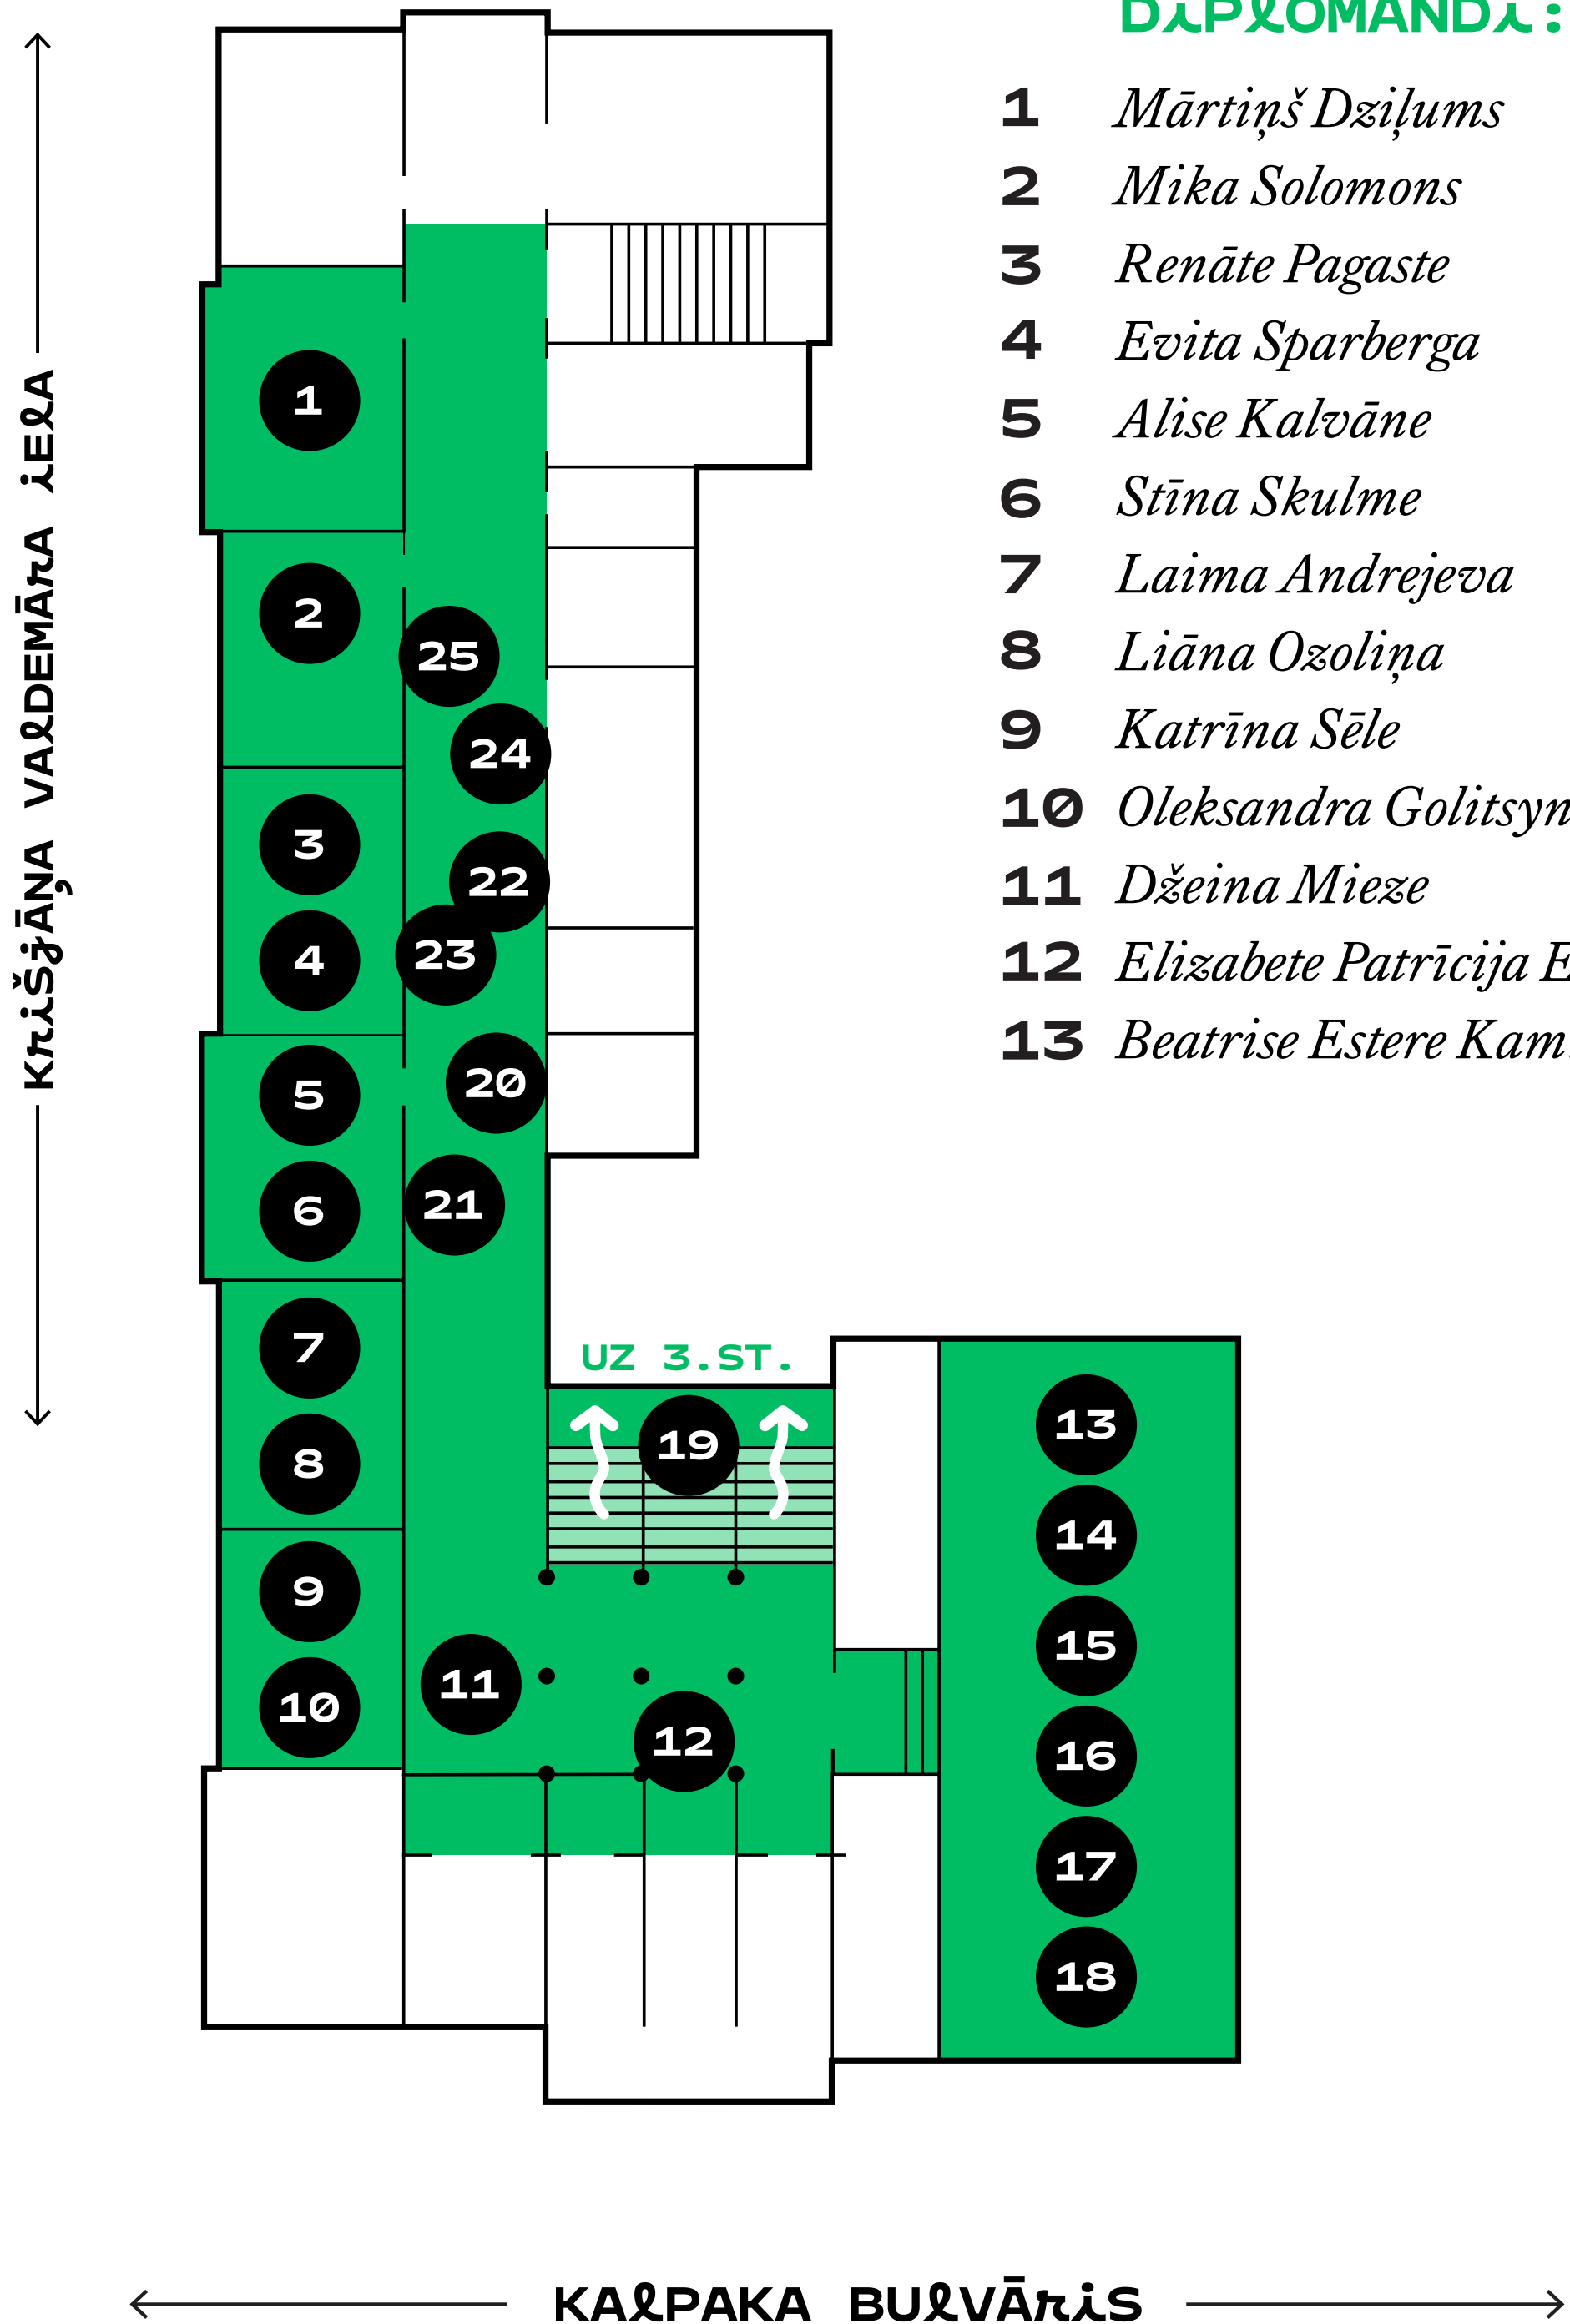 DiPLOMANDi:
1 Mārtiņš Dziļums
2 Mika Solomons
3 Renāte Pagaste
4 Evita Sparberga
5 Alise Kalvāne
6 Stīna Skulme
7 Laima Andrejeva
8 Liāna Ozoliņa
9 Katrīna Sēle
10 Oleksandra Golitsyn
11 Džeina Mieze
12 Elizabete Patrīcija E
13 Beatrise Estere Kam
KriŠjĀŅA VALDEMĀrA iELA
1
2
25
24
3
22
4
23
5
20
6
21
7
UZ 3.ST.
8
19
13
14
9
15
10
11
12
16
17
18
KALPAKA BULVĀriS